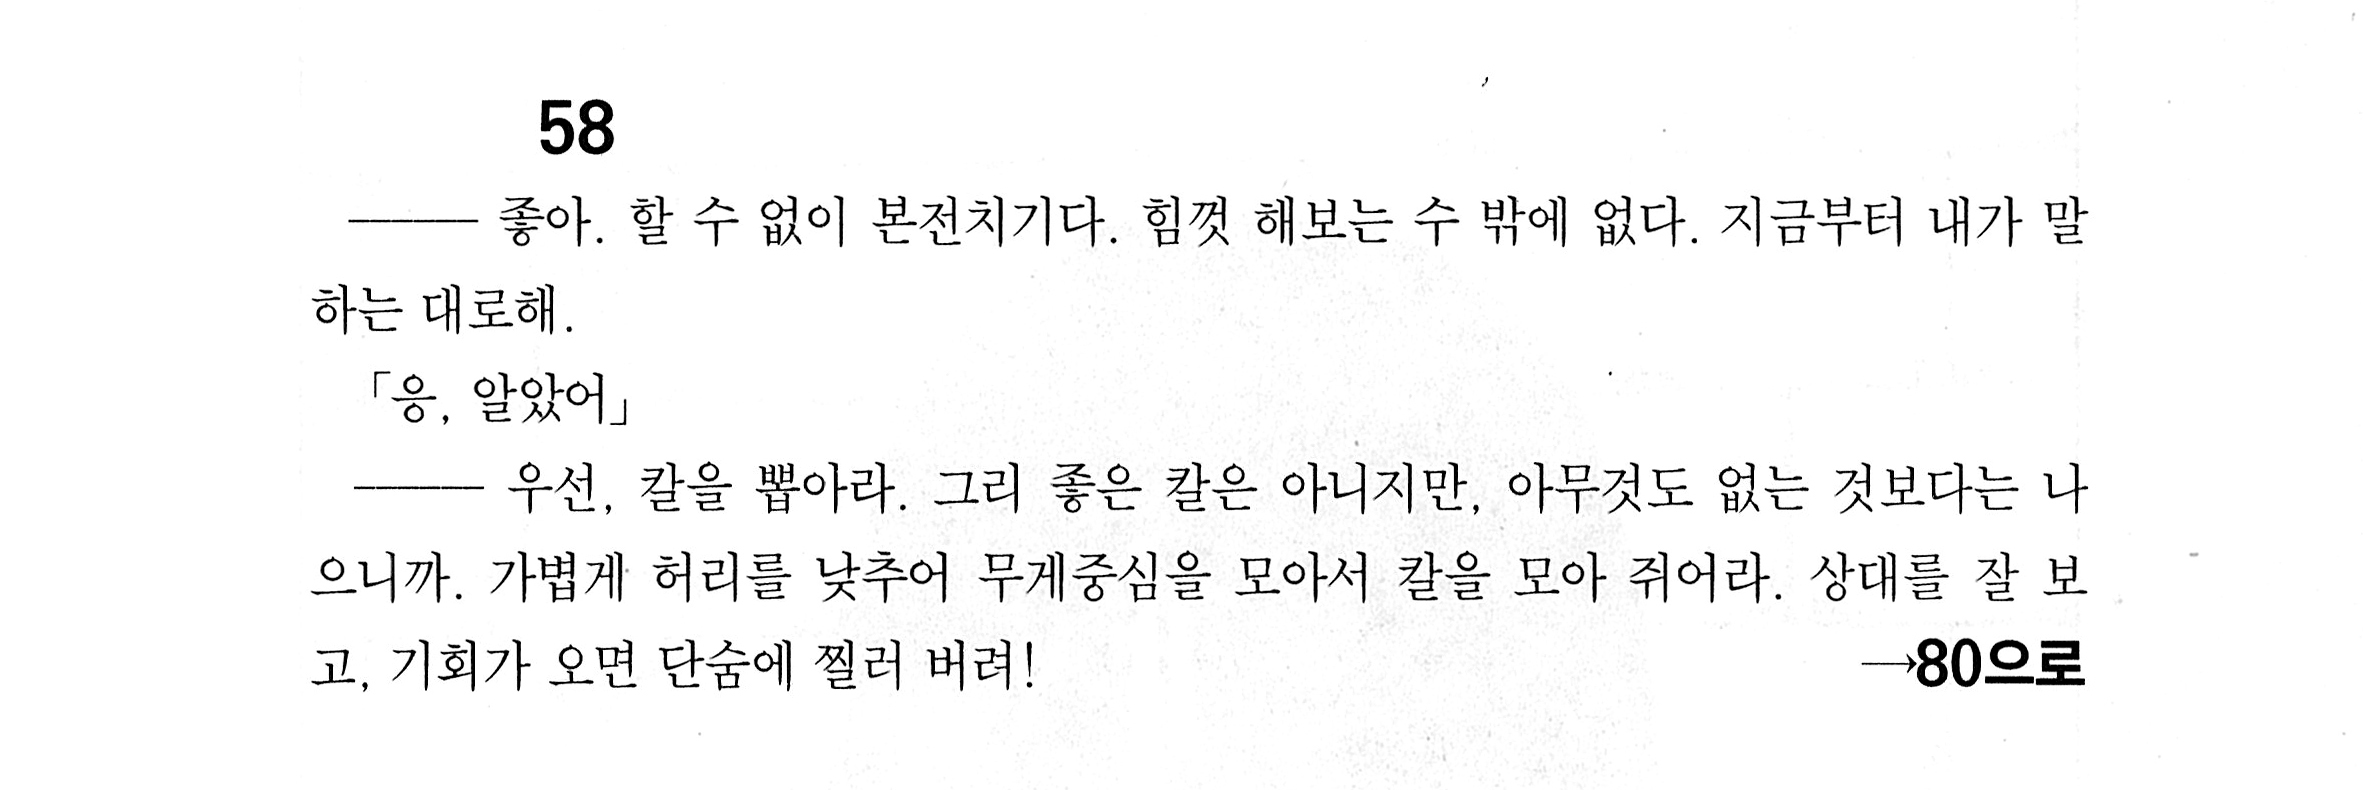 58
─── 좋아. 할 수 없이 본전치기다. 힘껏 해보는 수 밖에 없다. 지금부터 내가 말
하는 대로해.
「응, 알았어」
─── 우선, 칼을 뽑아라. 그리 좋은 칼은 아니지만, 아무것도 없는 것보다는 나
으니까. 가볍게 허리를 낮추어 무게중심을 모아서 칼을 모아 쥐어라. 상대를 잘 보
고, 기회가 오면 단숨에 찔러 버려! →80으로